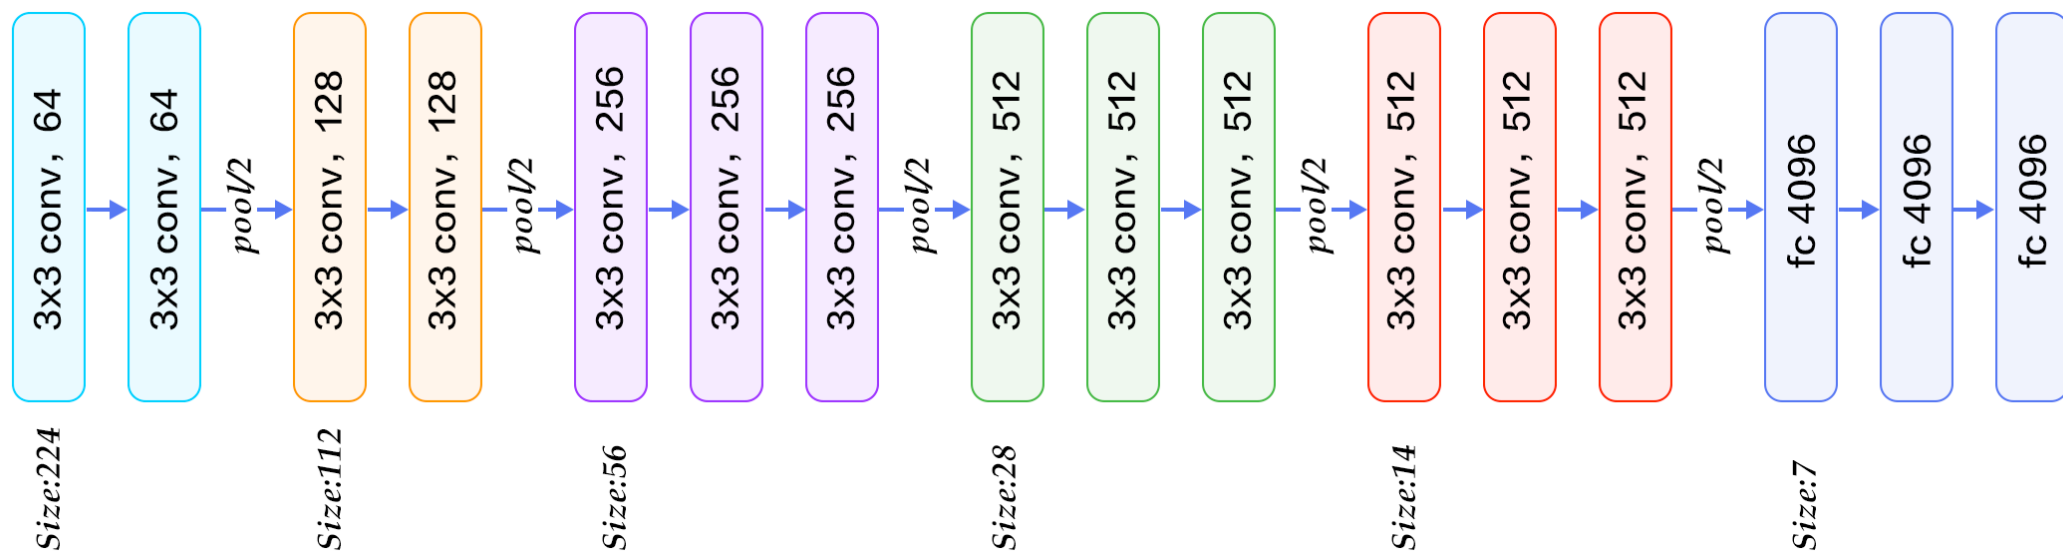 3x3 conv, 64
3x3 conv, 64
pool/2
3x3 conv, 128
3x3 conv, 128
pool/2
3x3 conv, 256
3x3 conv, 256
3x3 conv, 256
pool/2
3x3 conv, 512
3x3 conv, 512
3x3 conv, 512
pool/2
3x3 conv, 512
3x3 conv, 512
3x3 conv, 512
pool/2
fc 4096
fc 4096
fc 4096
Size:224
Size:112
Size:56
Size:28
Size:14
Size:7